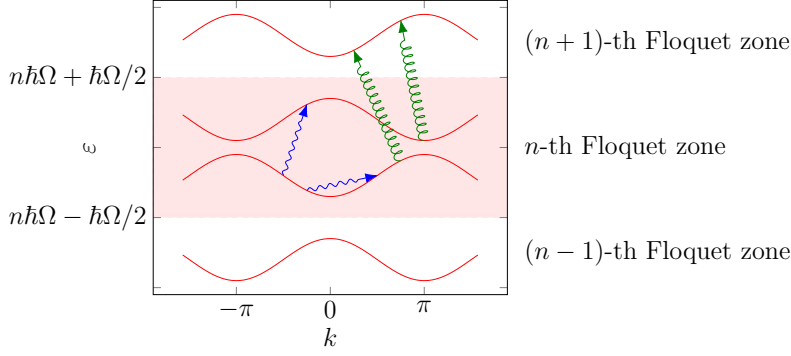 (n + 1)-th Floquet zone
nħΩ + ħΩ/2
ε
n-th Floquet zone
nħΩ − ħΩ/2
(n − 1)-th Floquet zone
−π
0
π
k